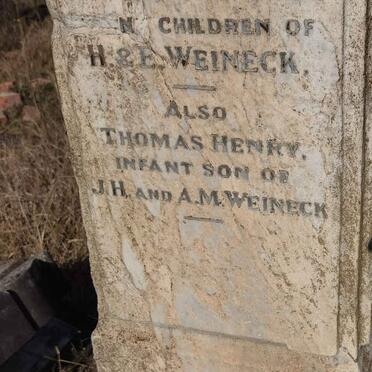 CHILDREN OF
H. & E. WEINECK.
ALSO
THOMAS HENRY,
INFANT SON OF
J.H. AND A.M. WEINECK